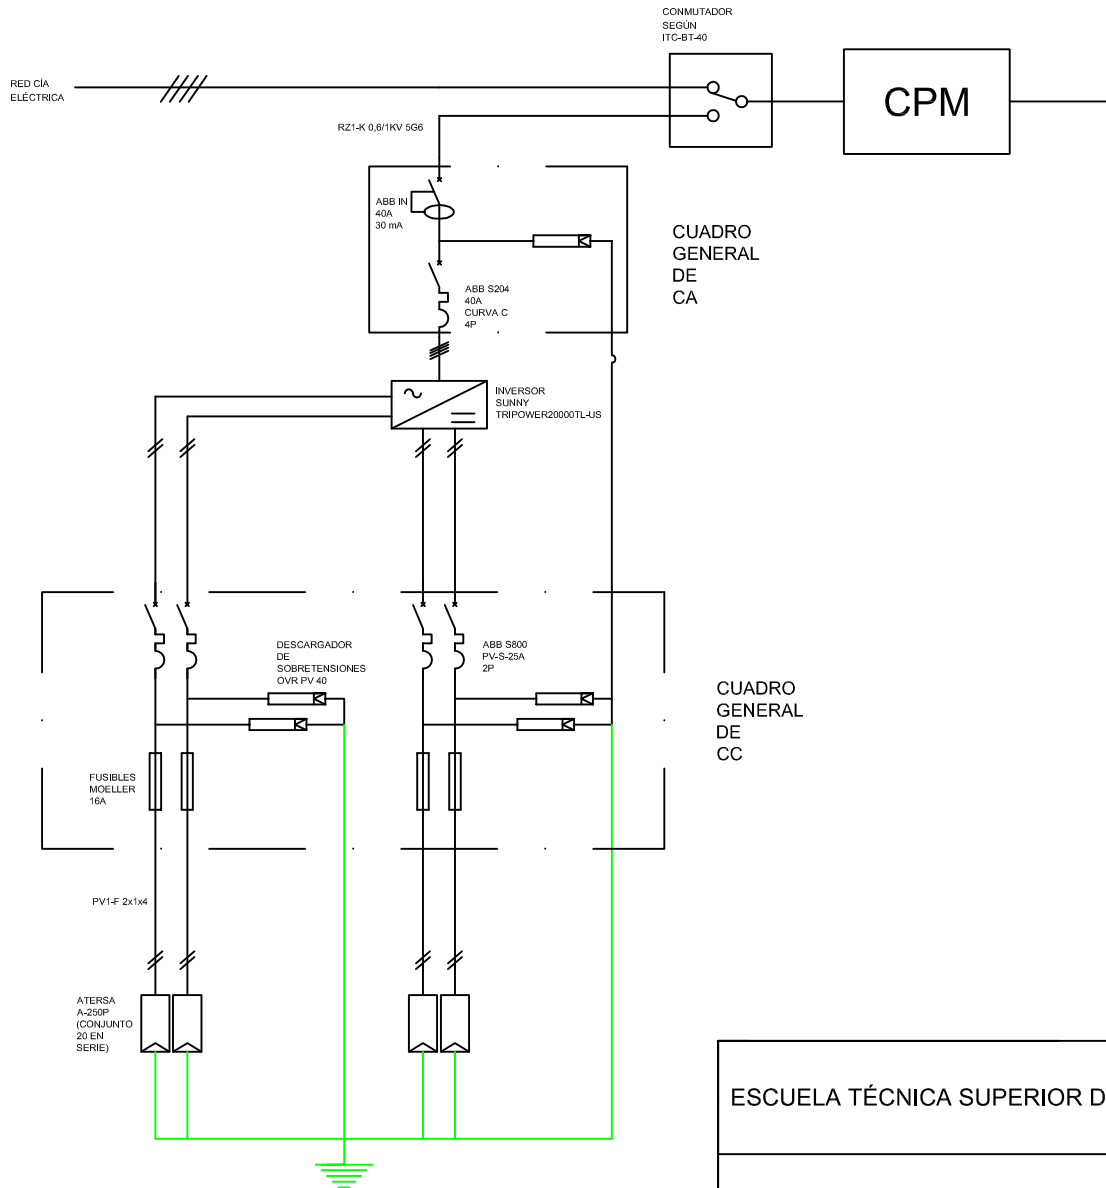 CONMUTADOR
SEGÚN
ITC-BT-40
RED CÍA
ELÉCTRICA
CPM
RZ1-K 0,6/1KV 5G6
ABB IN
40A
30 mA
CUADRO
GENERAL
DE
CA
ABB S204
40A
CURVA C
4P
INVERSOR
SUNNY
TRIPOWER20000TL-US
DESCARGADOR
DE
SOBRETENSIONES
OVR PV 40
ABB S800
PV-S-25A
2P
CUADRO
GENERAL
DE
CC
FUSIBLES
MOELLER
16A
PV1-F 2x1x4
ATERSA
A-250P
(CONJUNTO
20 EN
SERIE)
ESCUELA TÉCNICA SUPERIOR D